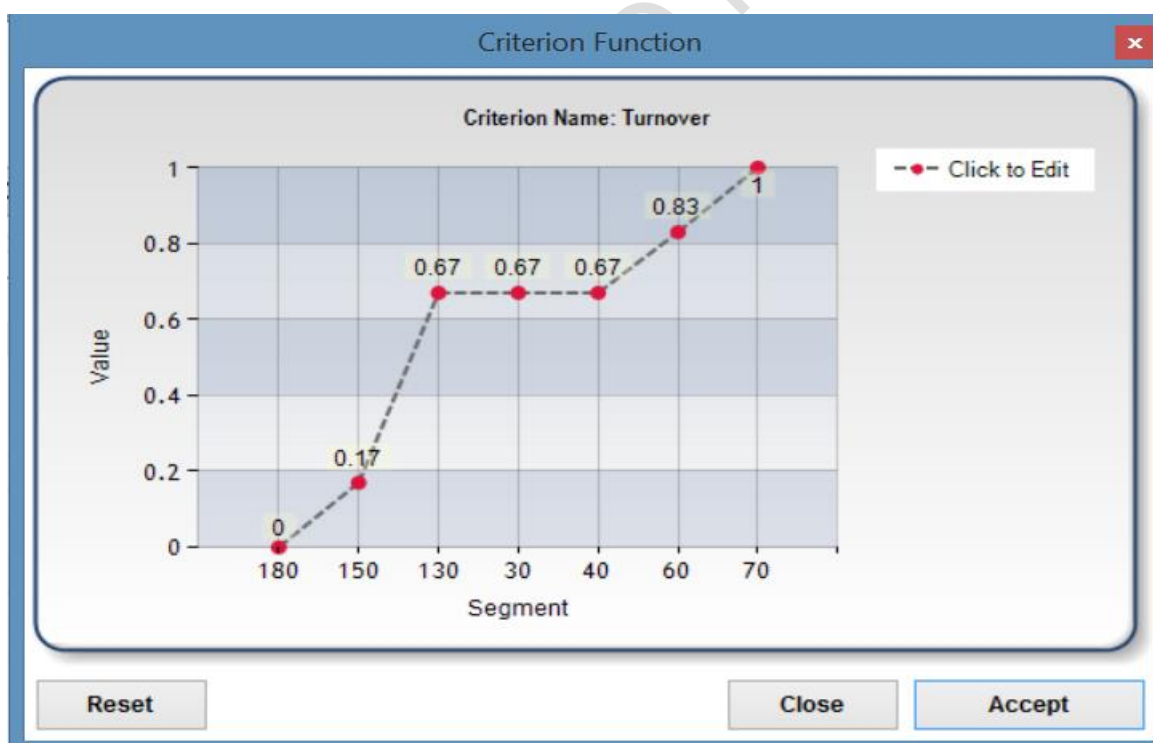 Criterion Function
x
Criterion Name: Turnover
Click to Edit
1
0.8
0.6
0.4
0.2
0
Value
0
0.17
0.67 0.67 0.67
0.83
1
180 150 130 30 40 60 70
Segment
Reset Close Accept